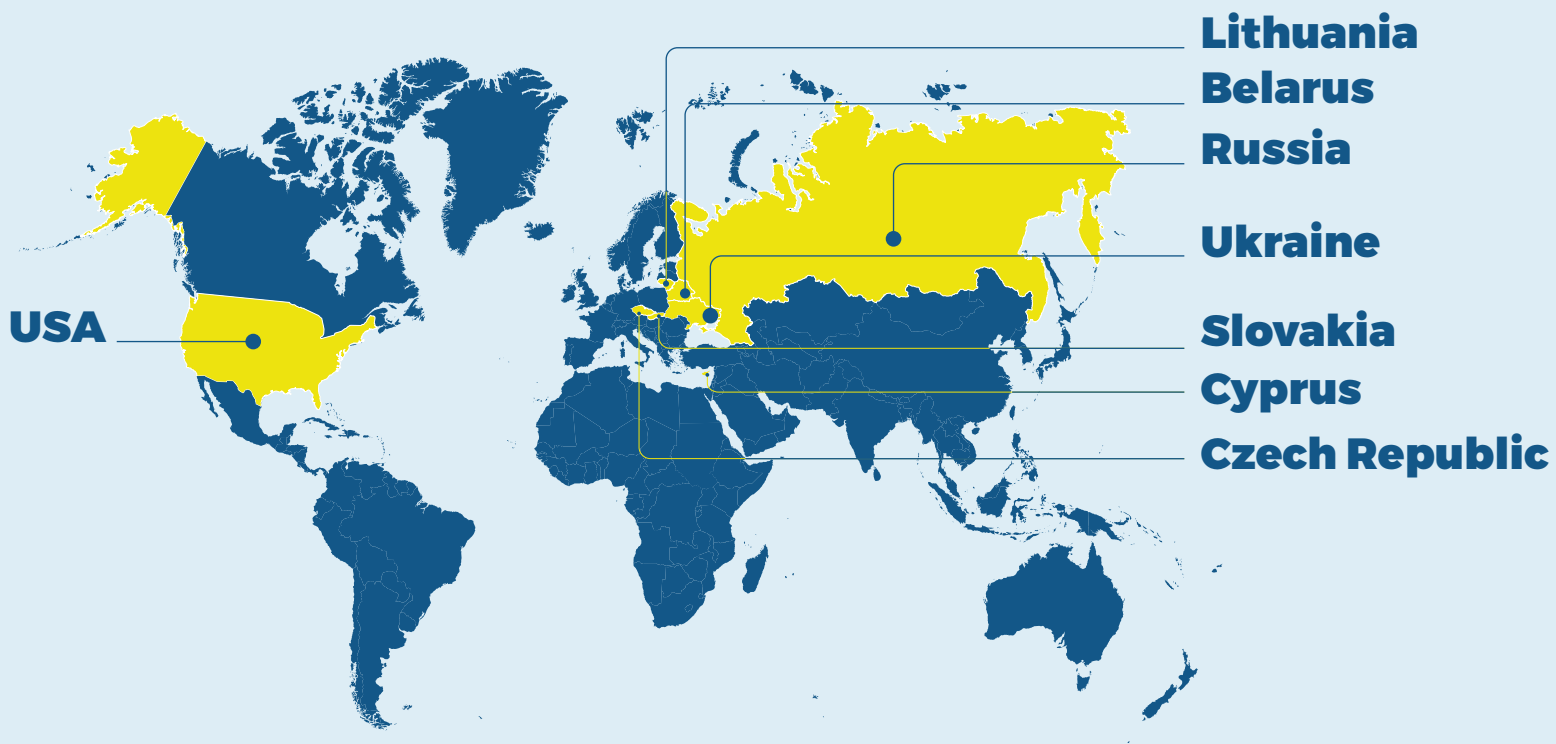 Lithuania
Belarus
Russia
Ukraine
USA
Slovakia
Cyprus
Czech Republic